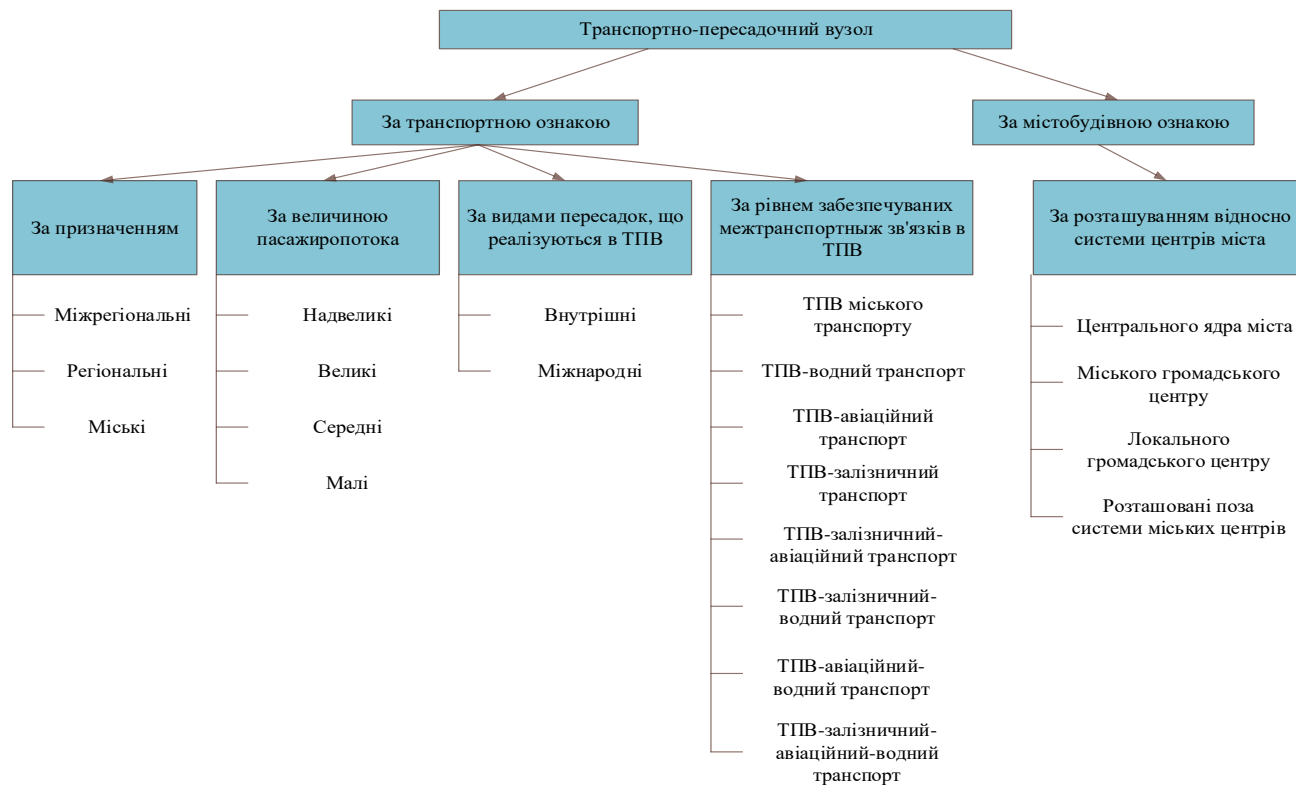 Транспортно-пересадочний вузол
За транспортною ознакою
За містобудівною ознакою
За призначенням
За величиною
пасажиропотока
За видами пересадок, що
реалізуються в ТПВ
За рівнем забезпечуваних
межтранспортныж зв'язків в
ТПВ
За розташуванням відносно
системи центрів міста
Міжрегіональні
Регіональні
Міські
Надвеликі
Великі
Середні
Малі
Внутрішні
Міжнародні
ТПВ міського
транспорту
ТПВ-водний транспорт
ТПВ-авіаційний
транспорт
ТПВ-залізничний
транспорт
ТПВ-залізничний-
авіаційний транспорт
ТПВ-залізничний-
водний транспорт
ТПВ-авіаційний-
водний транспорт
ТПВ-залізничний-
авіаційний-водний
транспорт
Центрального ядра міста
Міського громадського
центру
Локального
громадського центру
Розташовані поза
системи міських центрів